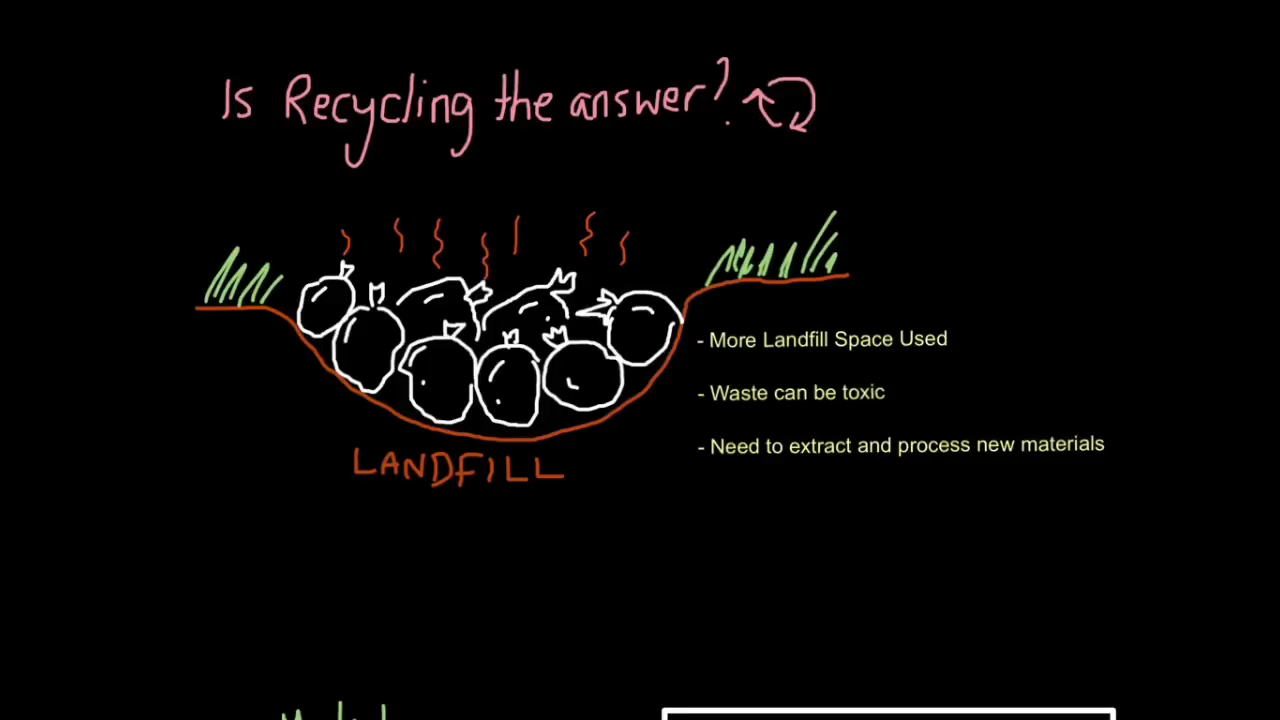 Is Recycling the answer?
- More Landfill Space Used
- Waste can be toxic
- Need to extract and process new materials
LANDFILL